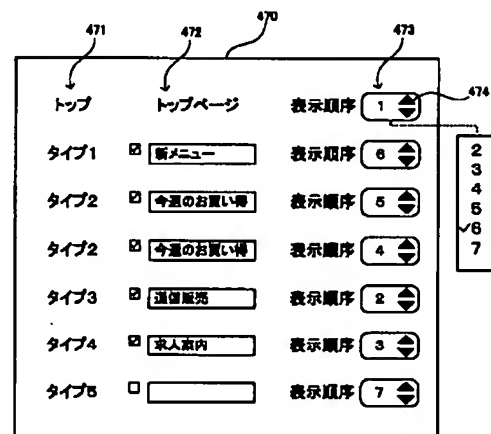 471 472 470 473
トップ トップページ 表示順序 1 474
タイプ1 ☑ 新メニュー 表示順序 6
タイプ2 ☑ 今週のお買い得 表示順序 5
タイプ2 ☑ 今週のお買い得 表示順序 4
タイプ3 ☑ 通信販売 表示順序 2
タイプ4 ☑ 求人案内 表示順序 3
タイプ5 ☐ 表示順序 7
2
3
4
5
✓6
7